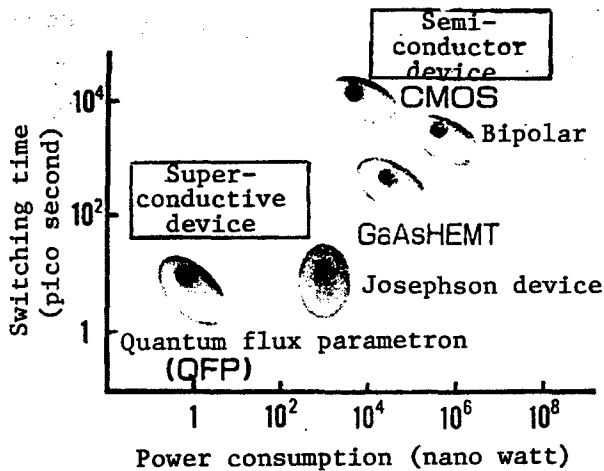 Semi-
conductor
device
CMOS
Bipolar
Super-
conductive
device
GaAsHEMT
Josephson device
Quantum flux parametron
(QFP)
Switching time
(pico second)
10⁴
10²
1
1
10²
10⁴
10⁶
10⁸
Power consumption (nano watt)